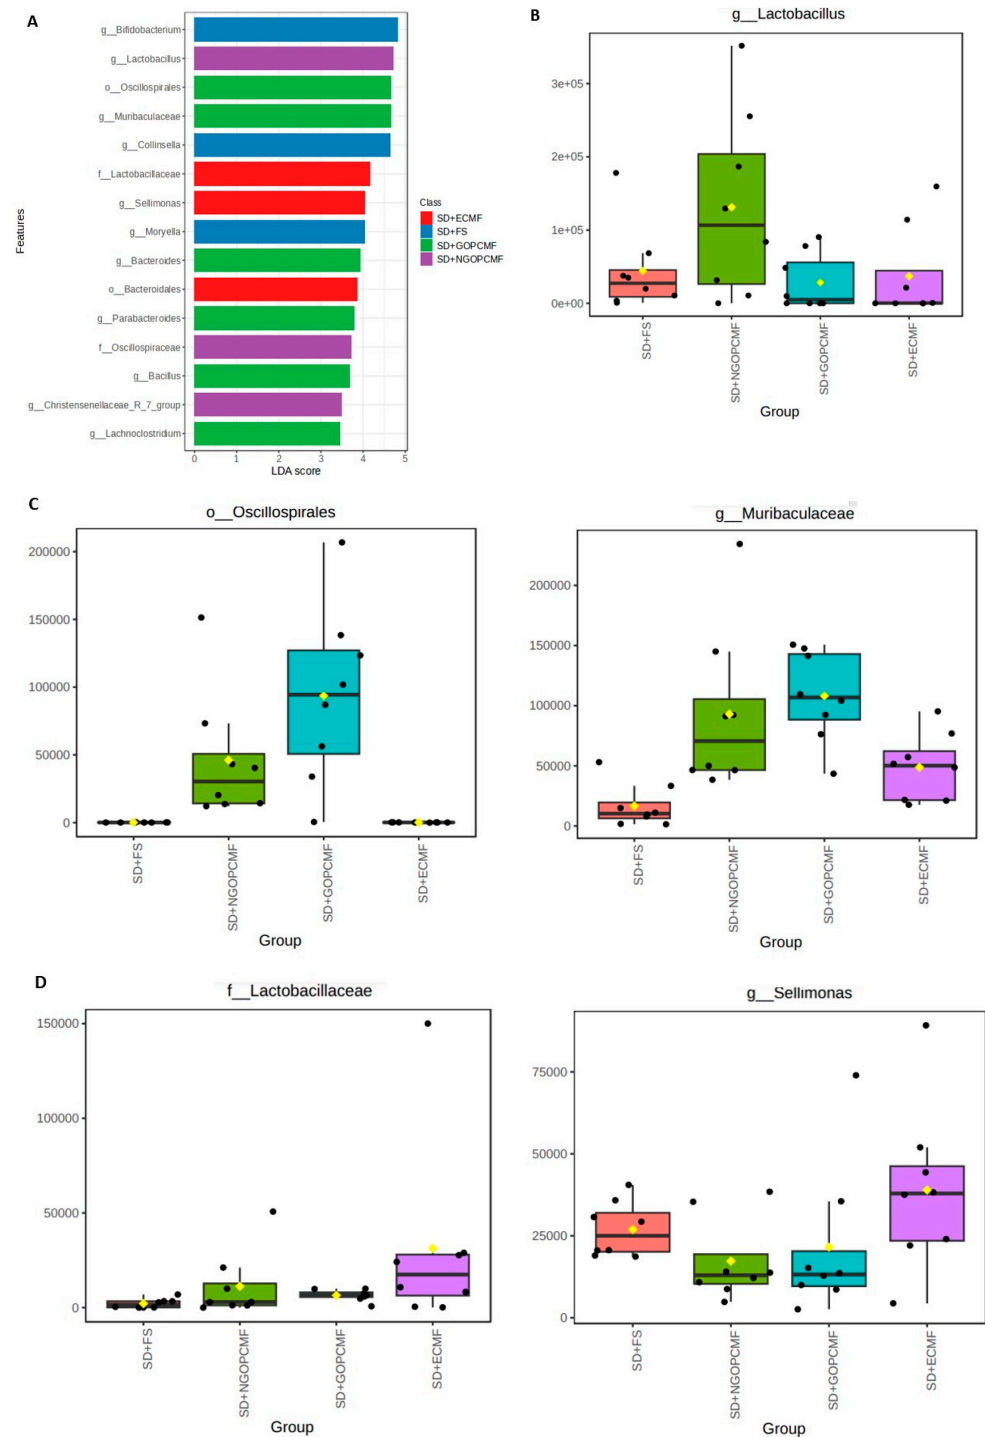 A
g__Bifidobacterium
g__Lactobacillus
o__Oscillospirales
g__Muribaculaceae
g__Collinsella
f__Lactobacillaceae
g__Sellimonas
g__Moryella
g__Bacteroides
o__Bacteroidales
g__Parabacteroides
f__Oscillospiraceae
g__Bacillus
g__Christensenellaceae_R_7_group
g__Lachnoclostridium
Features
0 1 2 3 4 5
LDA score
Class
SD+ECMF
SD+FS
SD+GOPCMF
SD+NGOPCMF
B
g__Lactobacillus
3e+05
2e+05
1e+05
0e+00
SD+FS
SD+NGOPCMF
SD+GOPCMF
SD+ECMF
Group
C
o__Oscillospirales
200000
150000
100000
50000
0
SD+FS
SD+NGOPCMF
SD+GOPCMF
SD+ECMF
Group
g__Muribaculaceae
200000
150000
100000
50000
0
SD+FS
SD+NGOPCMF
SD+GOPCMF
SD+ECMF
Group
D
f__Lactobacillaceae
150000
100000
50000
0
SD+FS
SD+NGOPCMF
SD+GOPCMF
SD+ECMF
Group
g__Sellimonas
75000
50000
25000
0
SD+FS
SD+NGOPCMF
SD+GOPCMF
SD+ECMF
Group